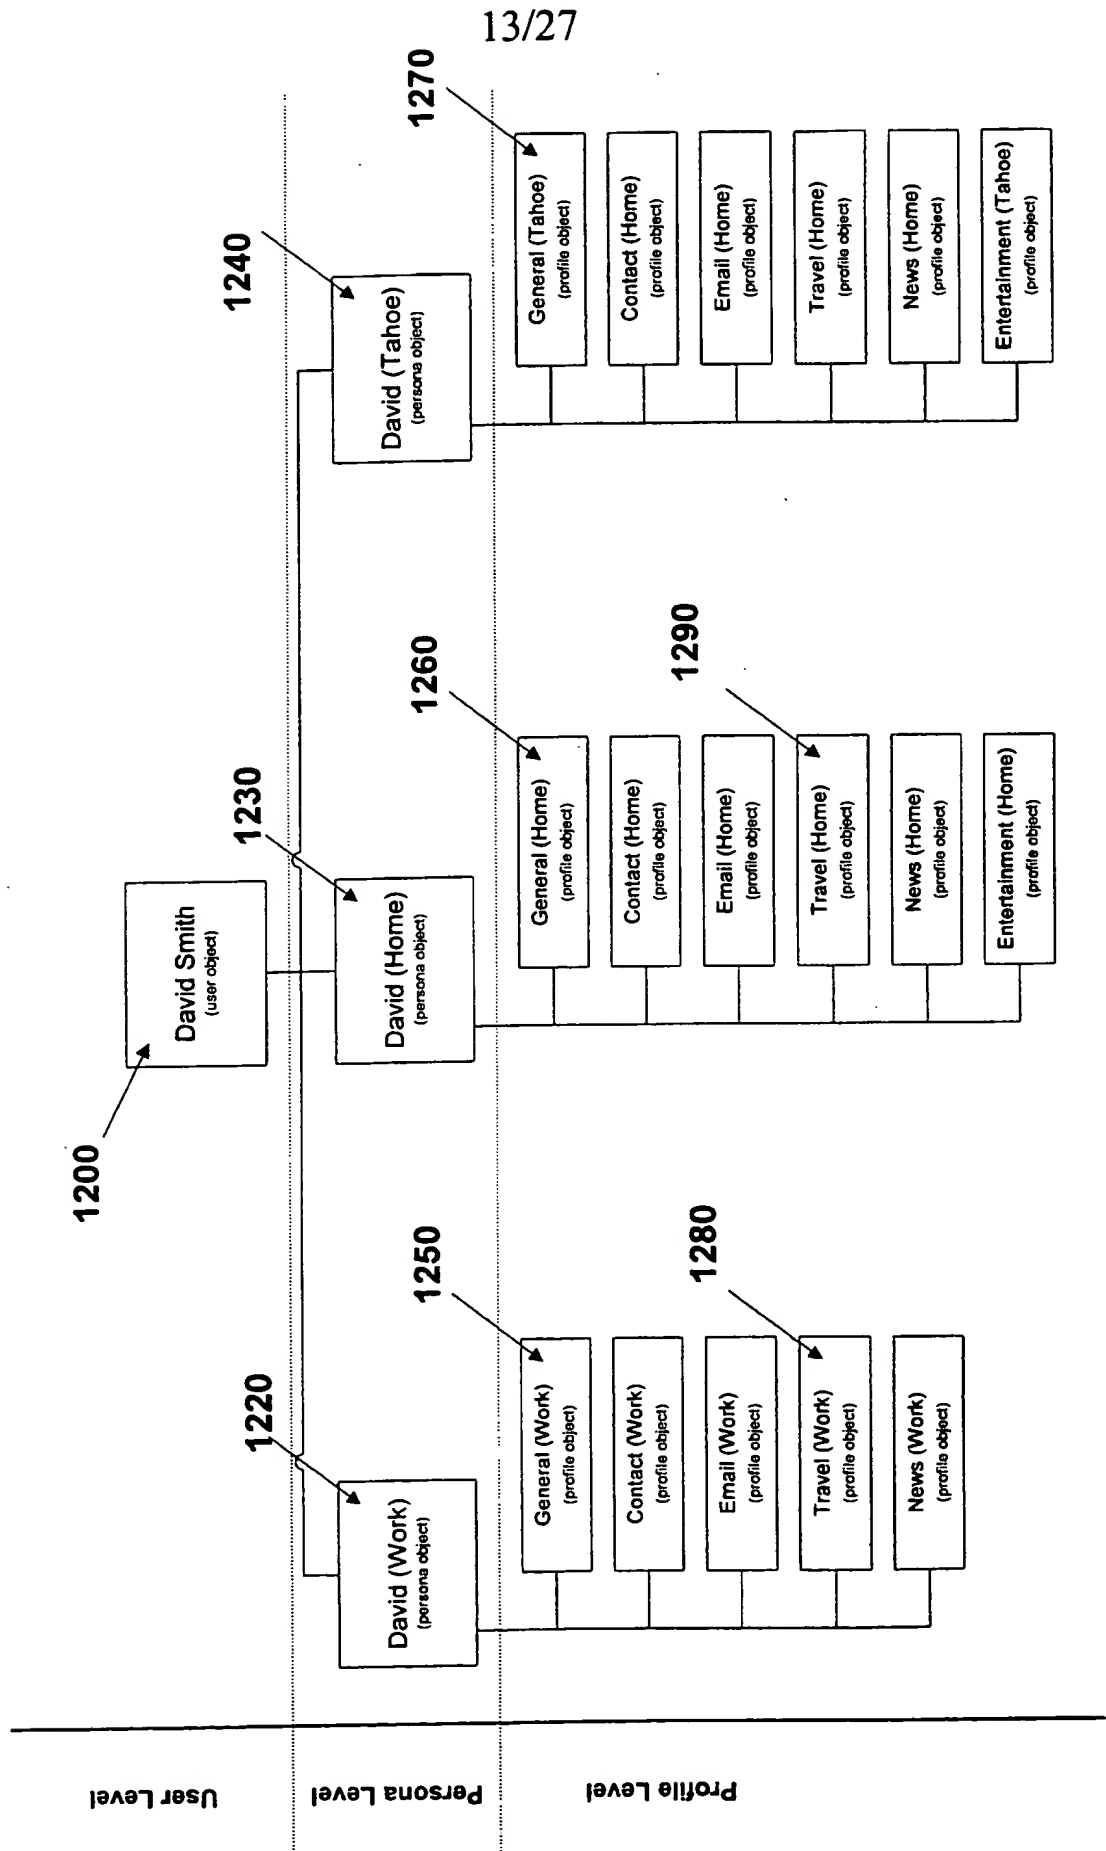 13/27
User Level
Persona Level
Profile Level
1200
David Smith
(user object)
1220
David (Work)
(persona object)
1230
David (Home)
(persona object)
1240
David (Tahoe)
(persona object)
1250
General (Work)
(profile object)
Contact (Work)
(profile object)
Email (Work)
(profile object)
1280
Travel (Work)
(profile object)
News (Work)
(profile object)
1260
General (Home)
(profile object)
Contact (Home)
(profile object)
Email (Home)
(profile object)
1290
Travel (Home)
(profile object)
News (Home)
(profile object)
Entertainment (Home)
(profile object)
1270
General (Tahoe)
(profile object)
Contact (Home)
(profile object)
Email (Home)
(profile object)
Travel (Home)
(profile object)
News (Home)
(profile object)
Entertainment (Tahoe)
(profile object)